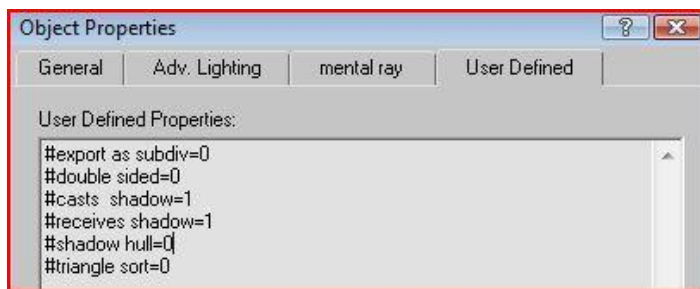 Object Properties
General Adv. Lighting mental ray User Defined
User Defined Properties:
#export as subdiv=0
#double sided=0
#casts  shadow=1
#receives shadow=1
#shadow hull=0
#triangle sort=0